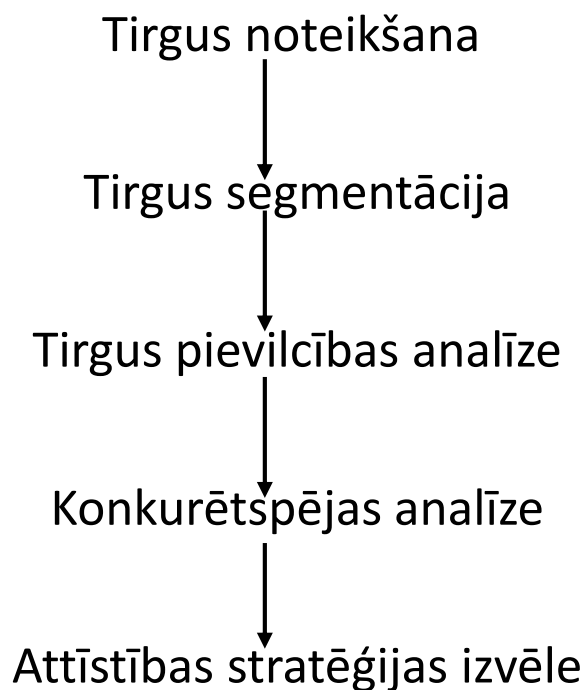 Tirgus noteikšana
Tirgus segmentācija
Tirgus pievilcības analīze
Konkurētspējas analīze
Attīstības stratēģijas izvēle